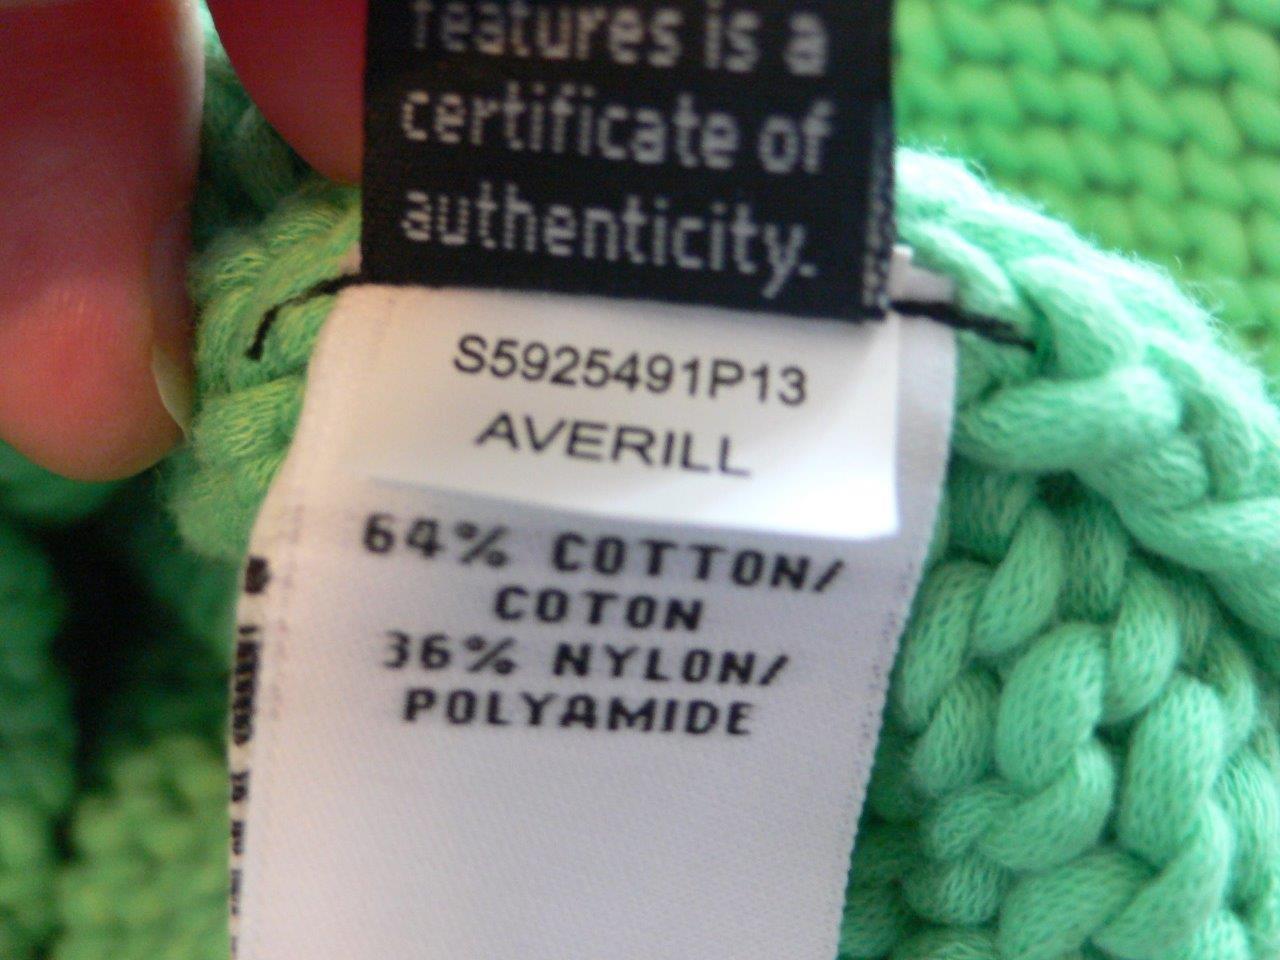 features is a
certificate of
authenticity.
S5925491P13
AVERILL
64% COTTON/
COTON
36% NYLON/
POLYAMIDE